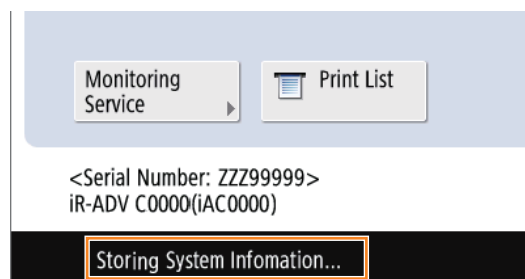 Monitoring
Service
Print List
<Serial Number: ZZZ99999>
iR-ADV C0000(iAC0000)
Storing System Infomation...